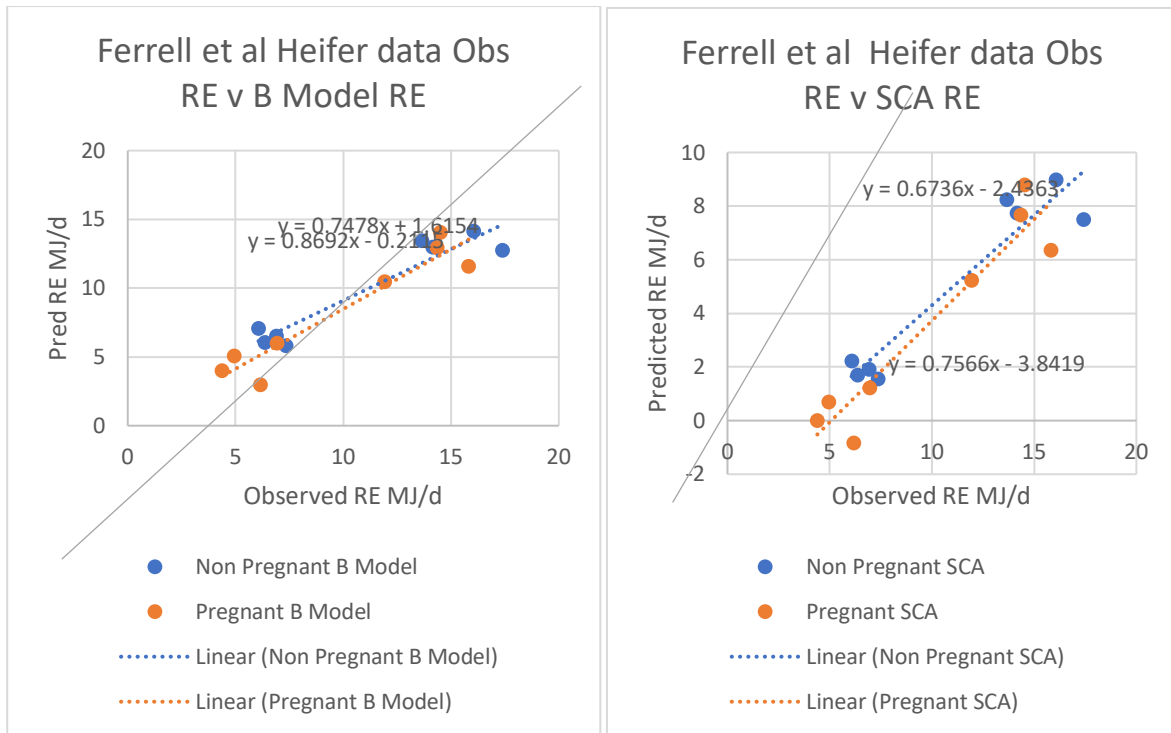 Ferrell et al Heifer data Obs
RE v B Model RE
Pred RE MJ/d
20
15
10
5
0
y = 0.7478x + 1.6154
y = 0.8692x - 0.2115
0
5
10
15
20
Observed RE MJ/d
Non Pregnant B Model
Pregnant B Model
Linear (Non Pregnant B Model)
Linear (Pregnant B Model)
Ferrell et al  Heifer data Obs
RE v SCA RE
Predicted RE MJ/d
10
8
6
4
2
0
-2
y = 0.6736x - 2.4363
y = 0.7566x - 3.8419
0
5
10
15
20
Observed RE MJ/d
Non Pregnant SCA
Pregnant SCA
Linear (Non Pregnant SCA)
Linear (Pregnant SCA)